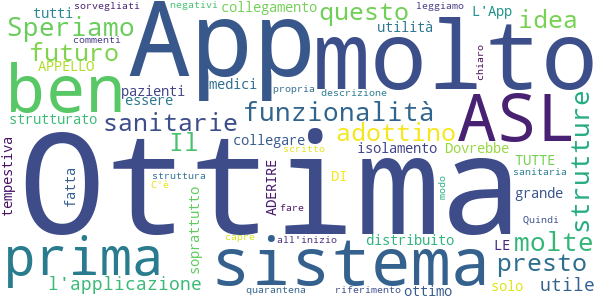 sorvegliati
negativi
leggiamo
tutti
collegamento
questo
L'App
idea
Speriamo
commenti
App
molto
utilità
chiaro
futuro
APPELLO
medici
propria
descrizione
ben
pazienti
essere
ASL
strutturato
funzionalità
sanitarie
adottino
strutture
Il
collegare
isolamento
Dovrebbe
tempestiva
Ottima
TUTTE
struttura
DI
sanitaria
C'è
fatta
scritto
ADERIRE
modo
grande
soprattutto
fare
Quindi
prima
capre
all'inizio
distribuito
LE
molte
sistema
presto
l'applicazione
solo
utile
quarantena
riferimento
ottimo